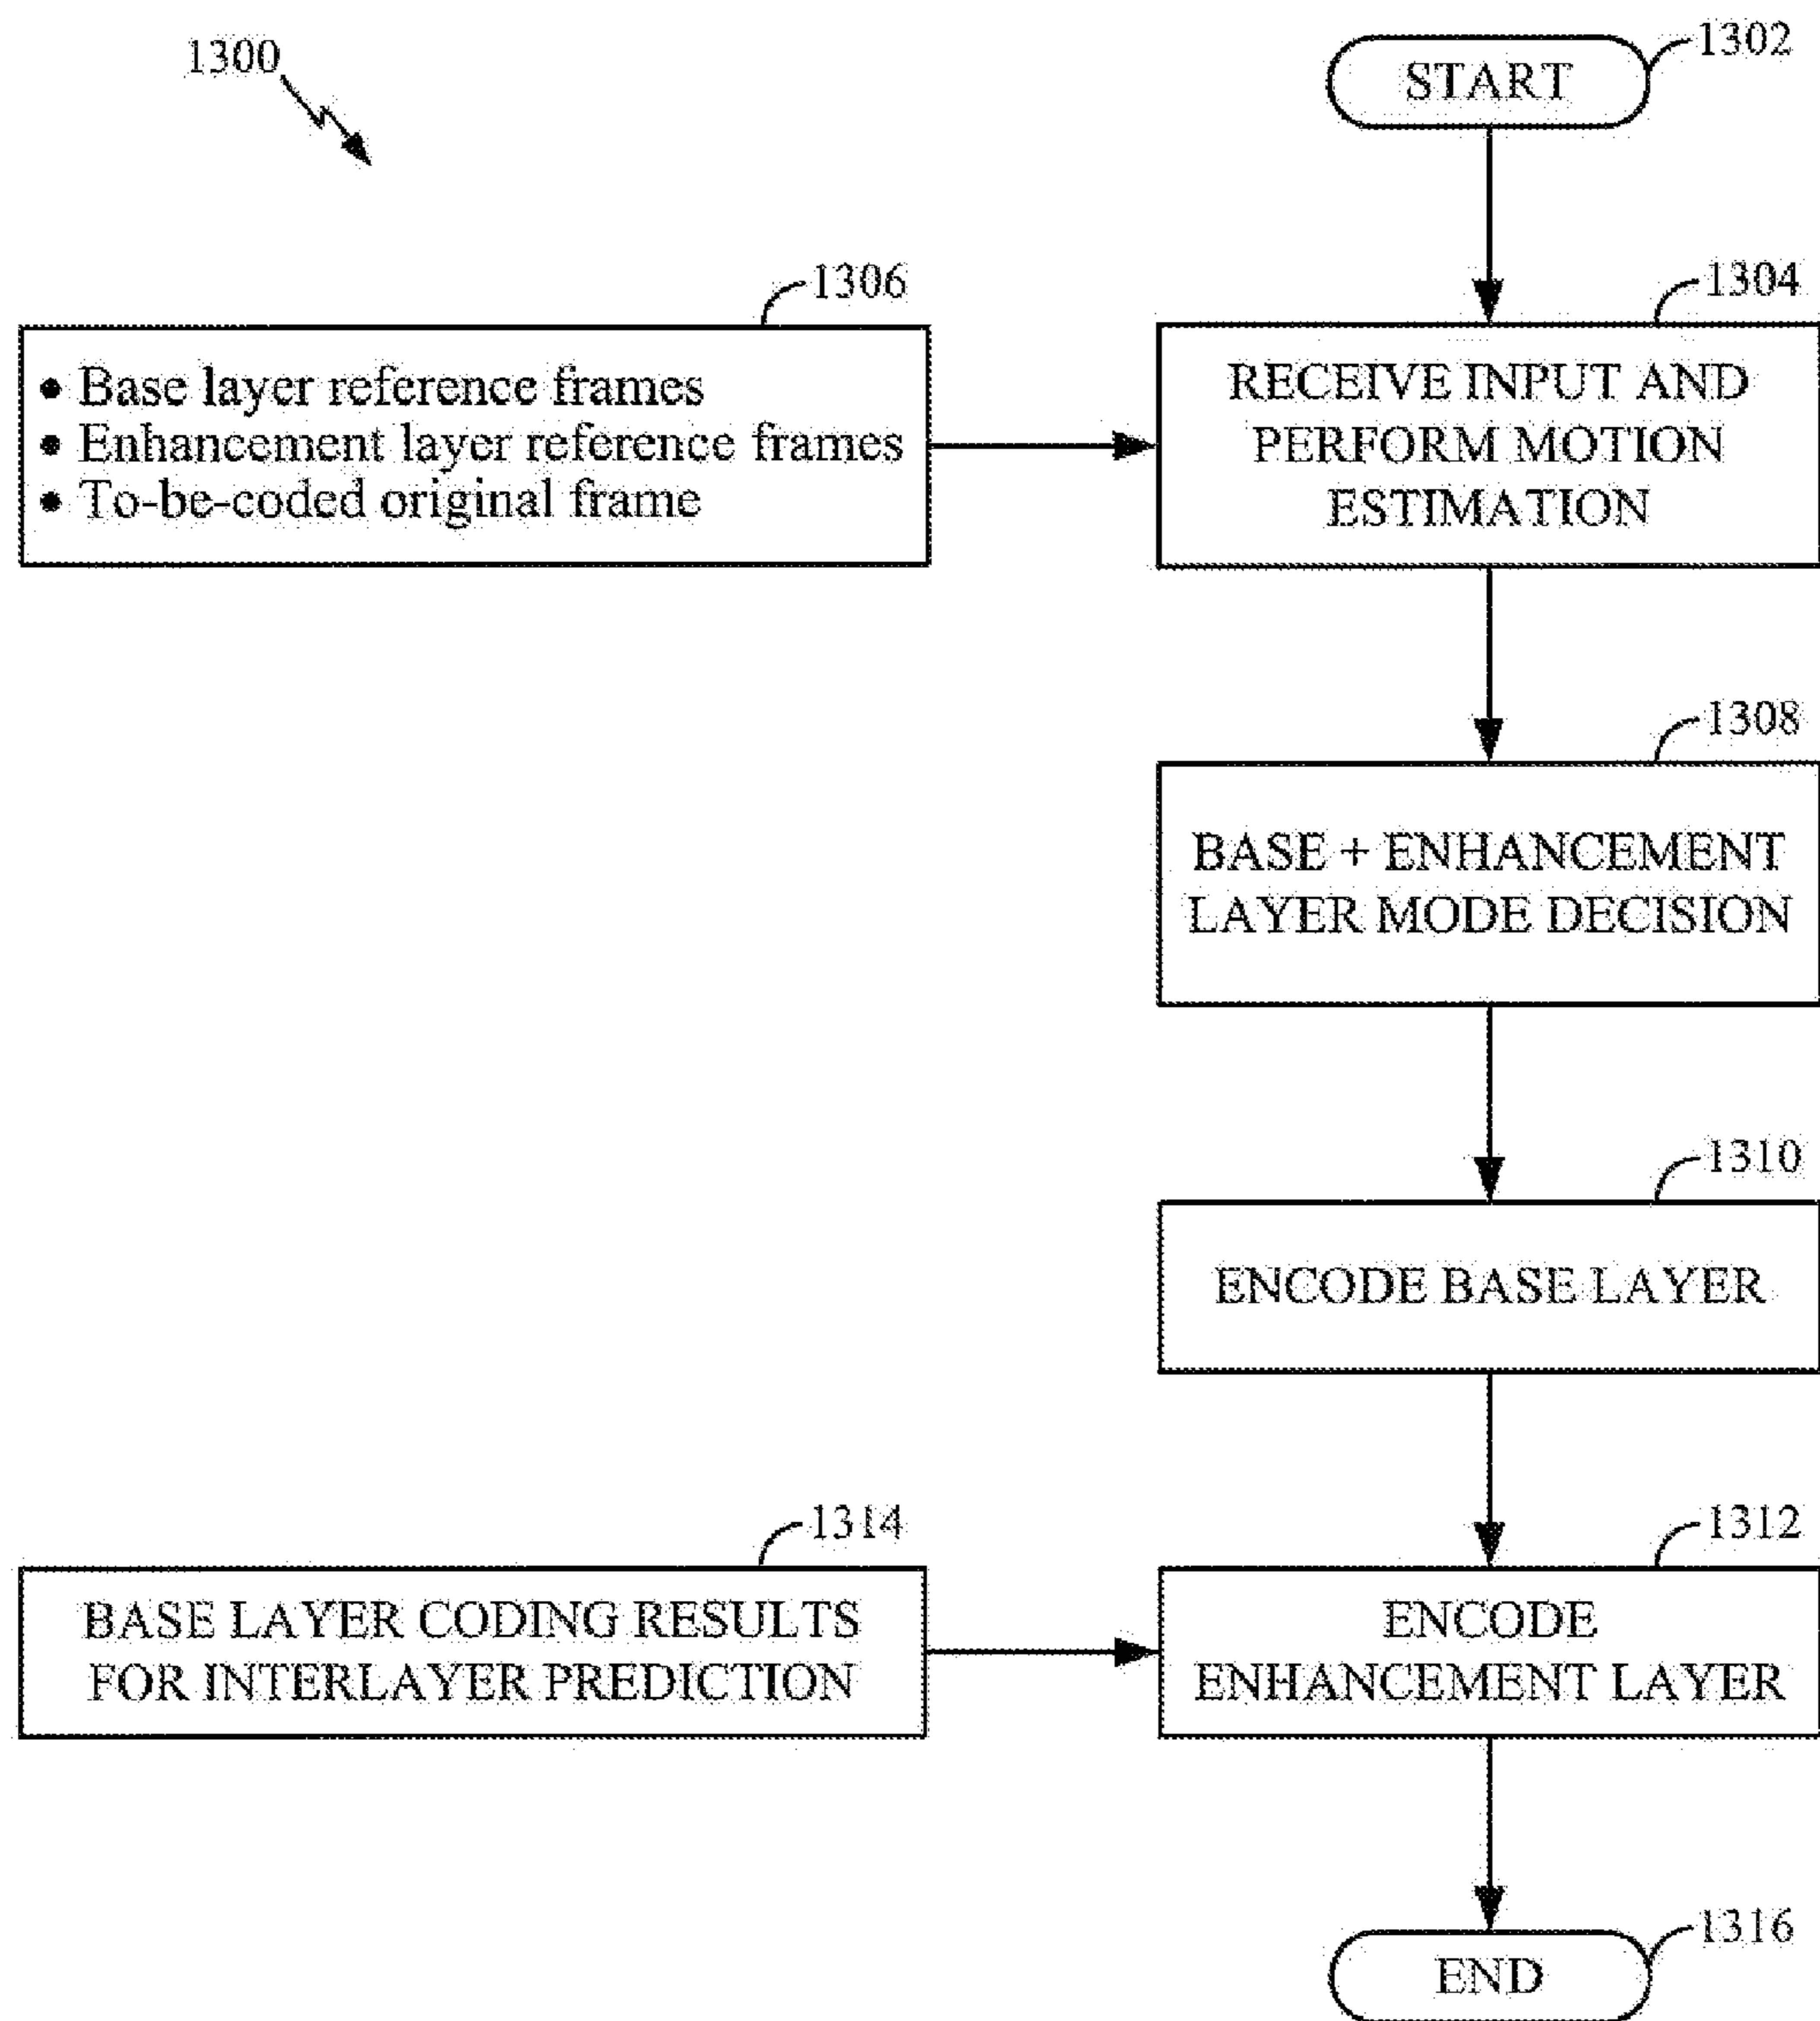 1300
1302
START
1306
• Base layer reference frames
• Enhancement layer reference frames
• To-be-coded original frame
1304
RECEIVE INPUT AND
PERFORM MOTION
ESTIMATION
1308
BASE + ENHANCEMENT
LAYER MODE DECISION
1310
ENCODE BASE LAYER
1314
BASE LAYER CODING RESULTS
FOR INTERLAYER PREDICTION
1312
ENCODE
ENHANCEMENT LAYER
1316
END